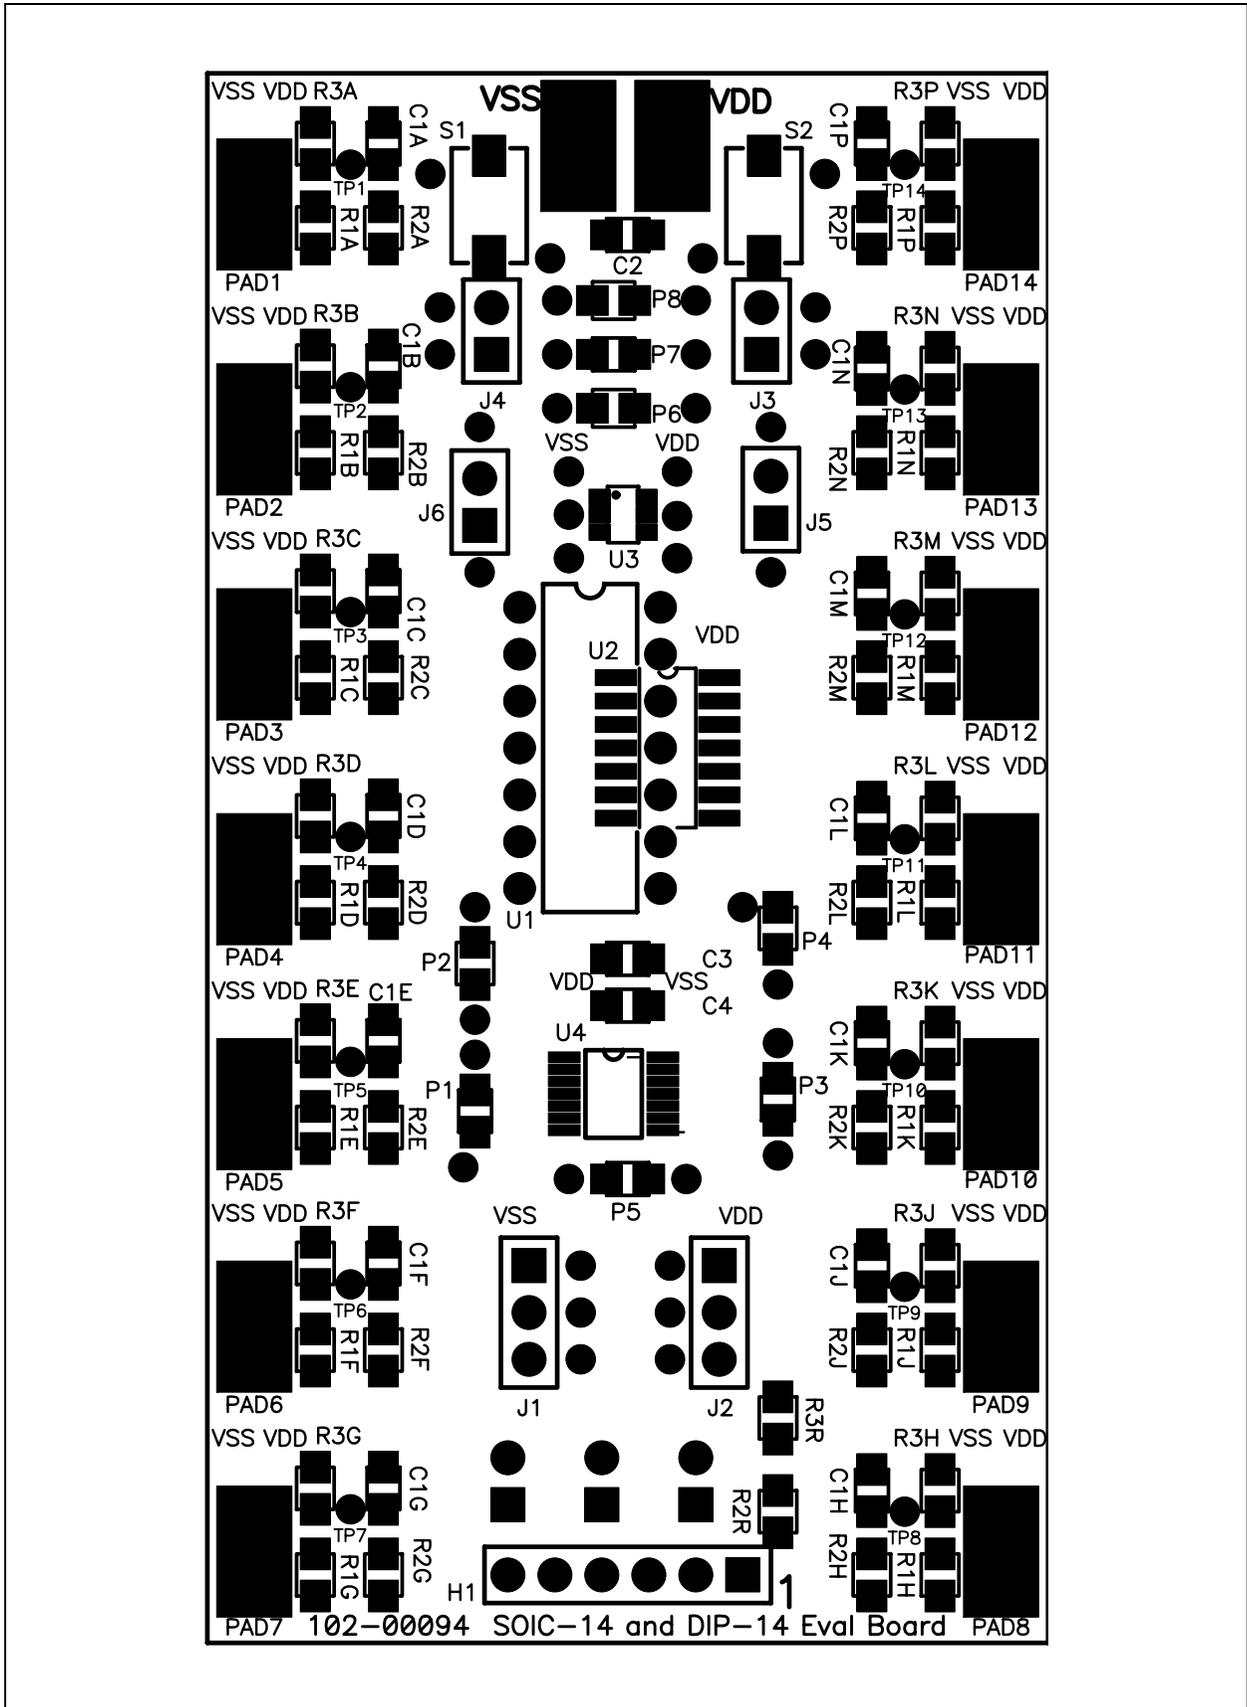 VSS VDD R3A
VSS
VDD
R3P VSS VDD
C1A
S1
S2
C1P
TP1
TP14
R1A
R2A
R2P
R1P
C2
PAD1
PAD14
VSS VDD R3B
P8
R3N VSS VDD
C1B
P7
C1N
J4
J3
TP2
P6
TP13
VSS
VDD
R1B
R2B
R2N
R1N
PAD2
J6
J5
PAD13
VSS VDD R3C
U3
R3M VSS VDD
C1C
C1M
TP3
VDD
TP12
U2
R1C
R2C
R2M
R1M
PAD3
PAD12
VSS VDD R3D
R3L VSS VDD
C1D
C1L
TP4
TP11
R1D
R2D
R2L
R1L
U1
PAD4
P2
C3
P4
PAD11
VDD
VSS
VSS VDD R3E
C1E
C4
R3K VSS VDD
U4
C1K
TP5
P1
P3
TP10
R1E
R2E
R2K
R1K
PAD5
PAD10
VSS VDD R3F
P5
VSS
VDD
R3J VSS VDD
C1F
C1J
TP6
TP9
R1F
R2F
R2J
R1J
PAD6
J1
J2
R3R
PAD9
VSS VDD R3G
R3H VSS VDD
C1G
R2R
C1H
TP7
TP8
R1G
R2G
R2H
R1H
H1
1
PAD7
102-00094 SOIC-14 and DIP-14 Eval Board
PAD8